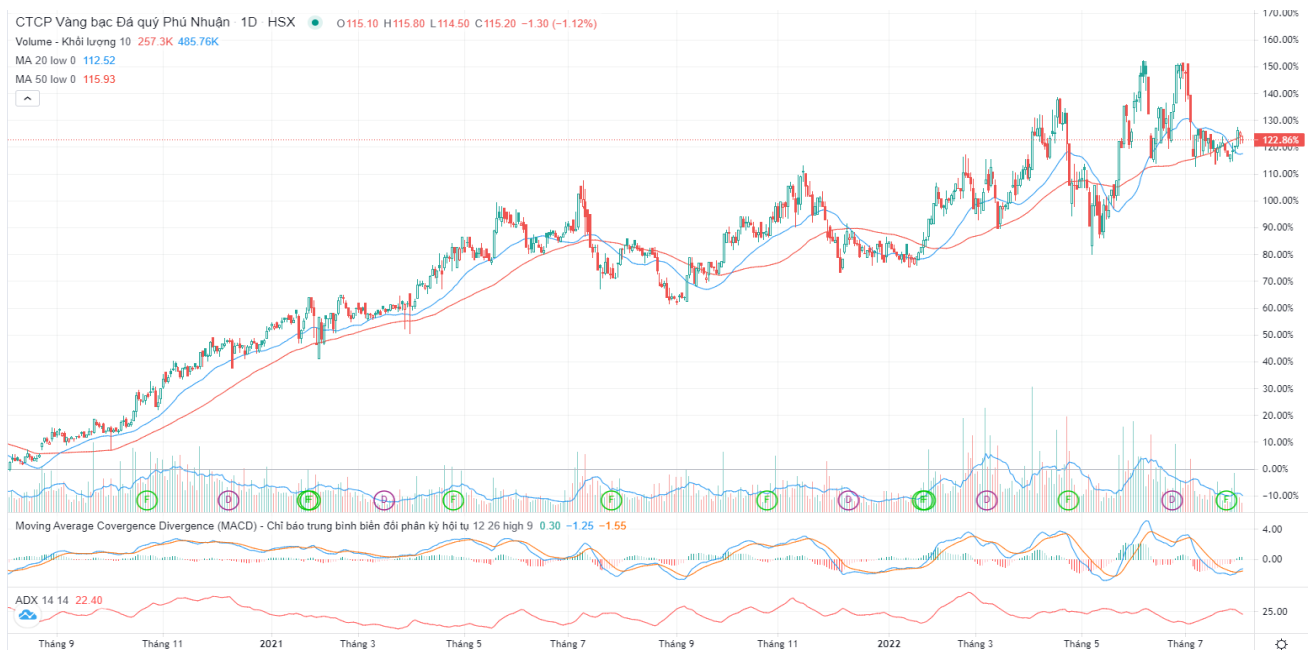 CTCP Vàng bạc Đá quý Phú Nhuận 1D HSX O115.10 H115.80 L114.50 C115.20 −1.30 (−1.12%)
Volume - Khối lượng 10 257.3K 485.76K
MA 20 low 0 112.52
MA 50 low 0 115.93
170.00%
160.00%
150.00%
140.00%
130.00%
122.86%
120.00%
110.00%
100.00%
90.00%
80.00%
70.00%
60.00%
50.00%
40.00%
30.00%
20.00%
10.00%
0.00%
−10.00%
F D F D F F F D F D F D F
Moving Average Covergence Divergence (MACD) - Chỉ báo trung bình biến đổi phân kỳ hội tụ 12 26 high 9 0.30 −1.25 −1.55
4.00
0.00
ADX 14 14 22.40
25.00
Tháng 9 Tháng 11 2021 Tháng 3 Tháng 5 Tháng 7 Tháng 9 Tháng 11 2022 Tháng 3 Tháng 5 Tháng 7